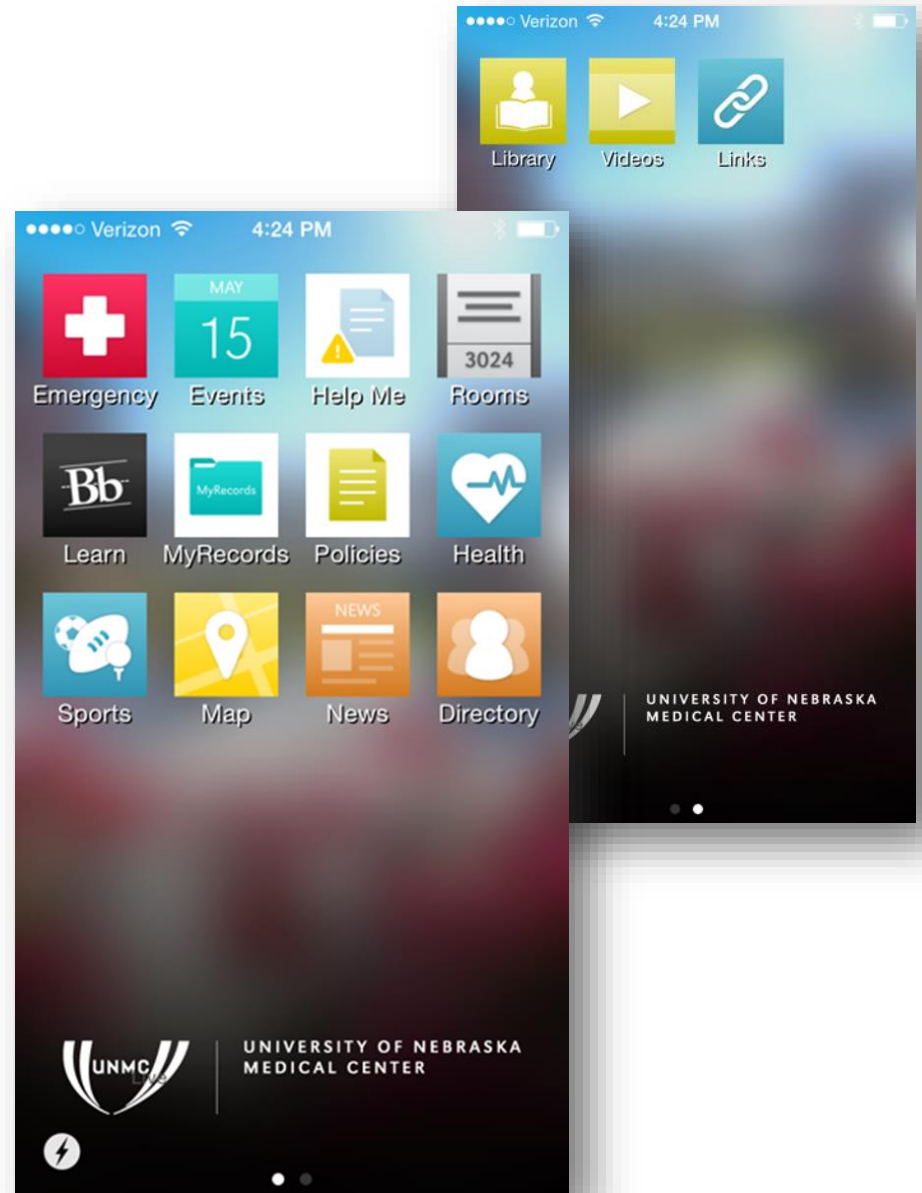 Verizon 4:24 PM
Library Videos Links
UNIVERSITY OF NEBRASKA
MEDICAL CENTER
Verizon 4:24 PM
MAY
15
3024
Emergency Events Help Me Rooms
Bb
MyRecords
Learn MyRecords Policies Health
NEWS
Sports Map News Directory
UNMC
Live
UNIVERSITY OF NEBRASKA
MEDICAL CENTER